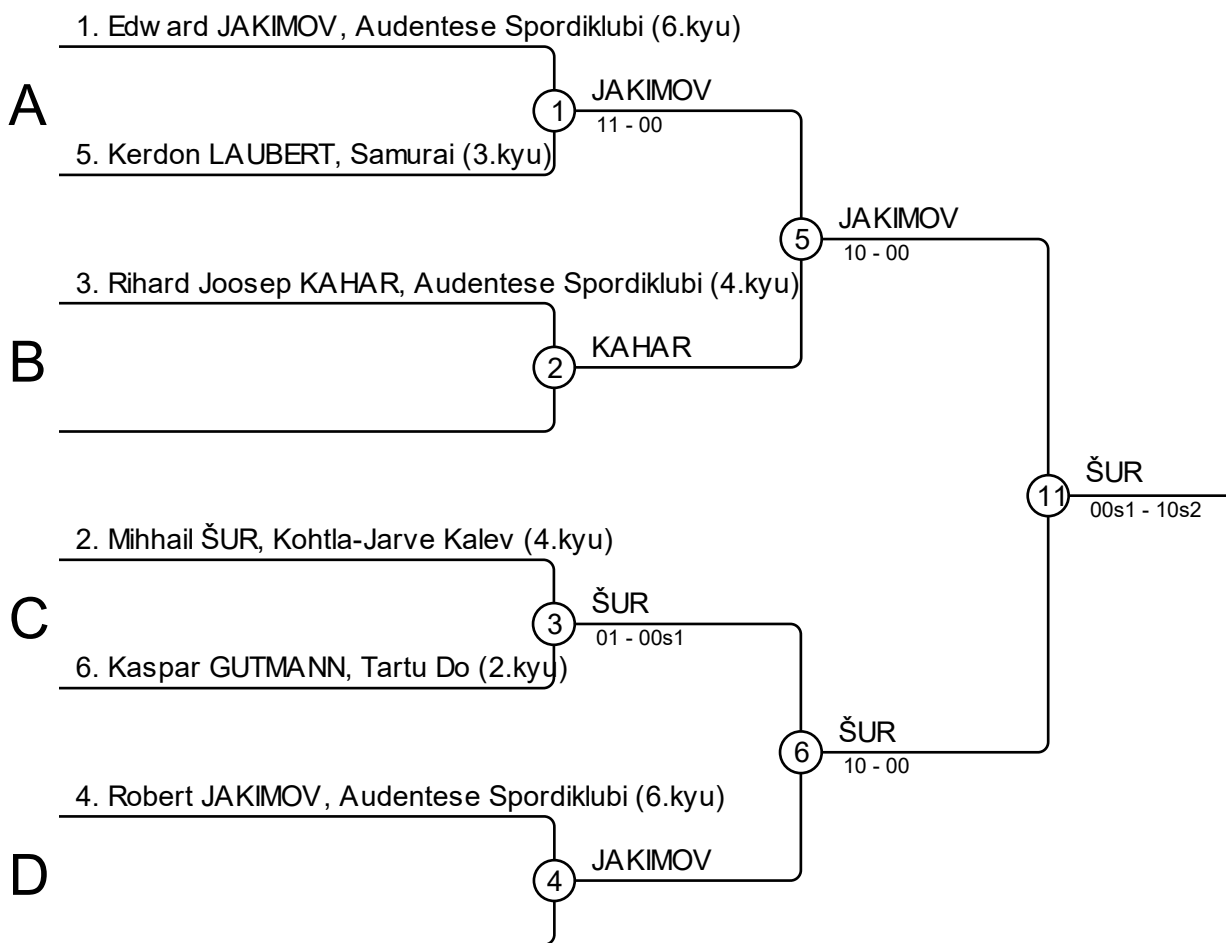 1. Edward JAKIMOV, Audentese Spordiklubi (6.kyu)
A
1
JAKIMOV
11 - 00
5. Kerdon LAUBERT, Samurai (3.kyu)
5
JAKIMOV
10 - 00
3. Rihard Joosep KAHAR, Audentese Spordiklubi (4.kyu)
B
2
KAHAR
11
ŠUR
00s1 - 10s2
2. Mihhail ŠUR, Kohtla-Jarve Kalev (4.kyu)
C
3
ŠUR
01 - 00s1
6. Kaspar GUTMANN, Tartu Do (2.kyu)
6
ŠUR
10 - 00
4. Robert JAKIMOV, Audentese Spordiklubi (6.kyu)
D
4
JAKIMOV